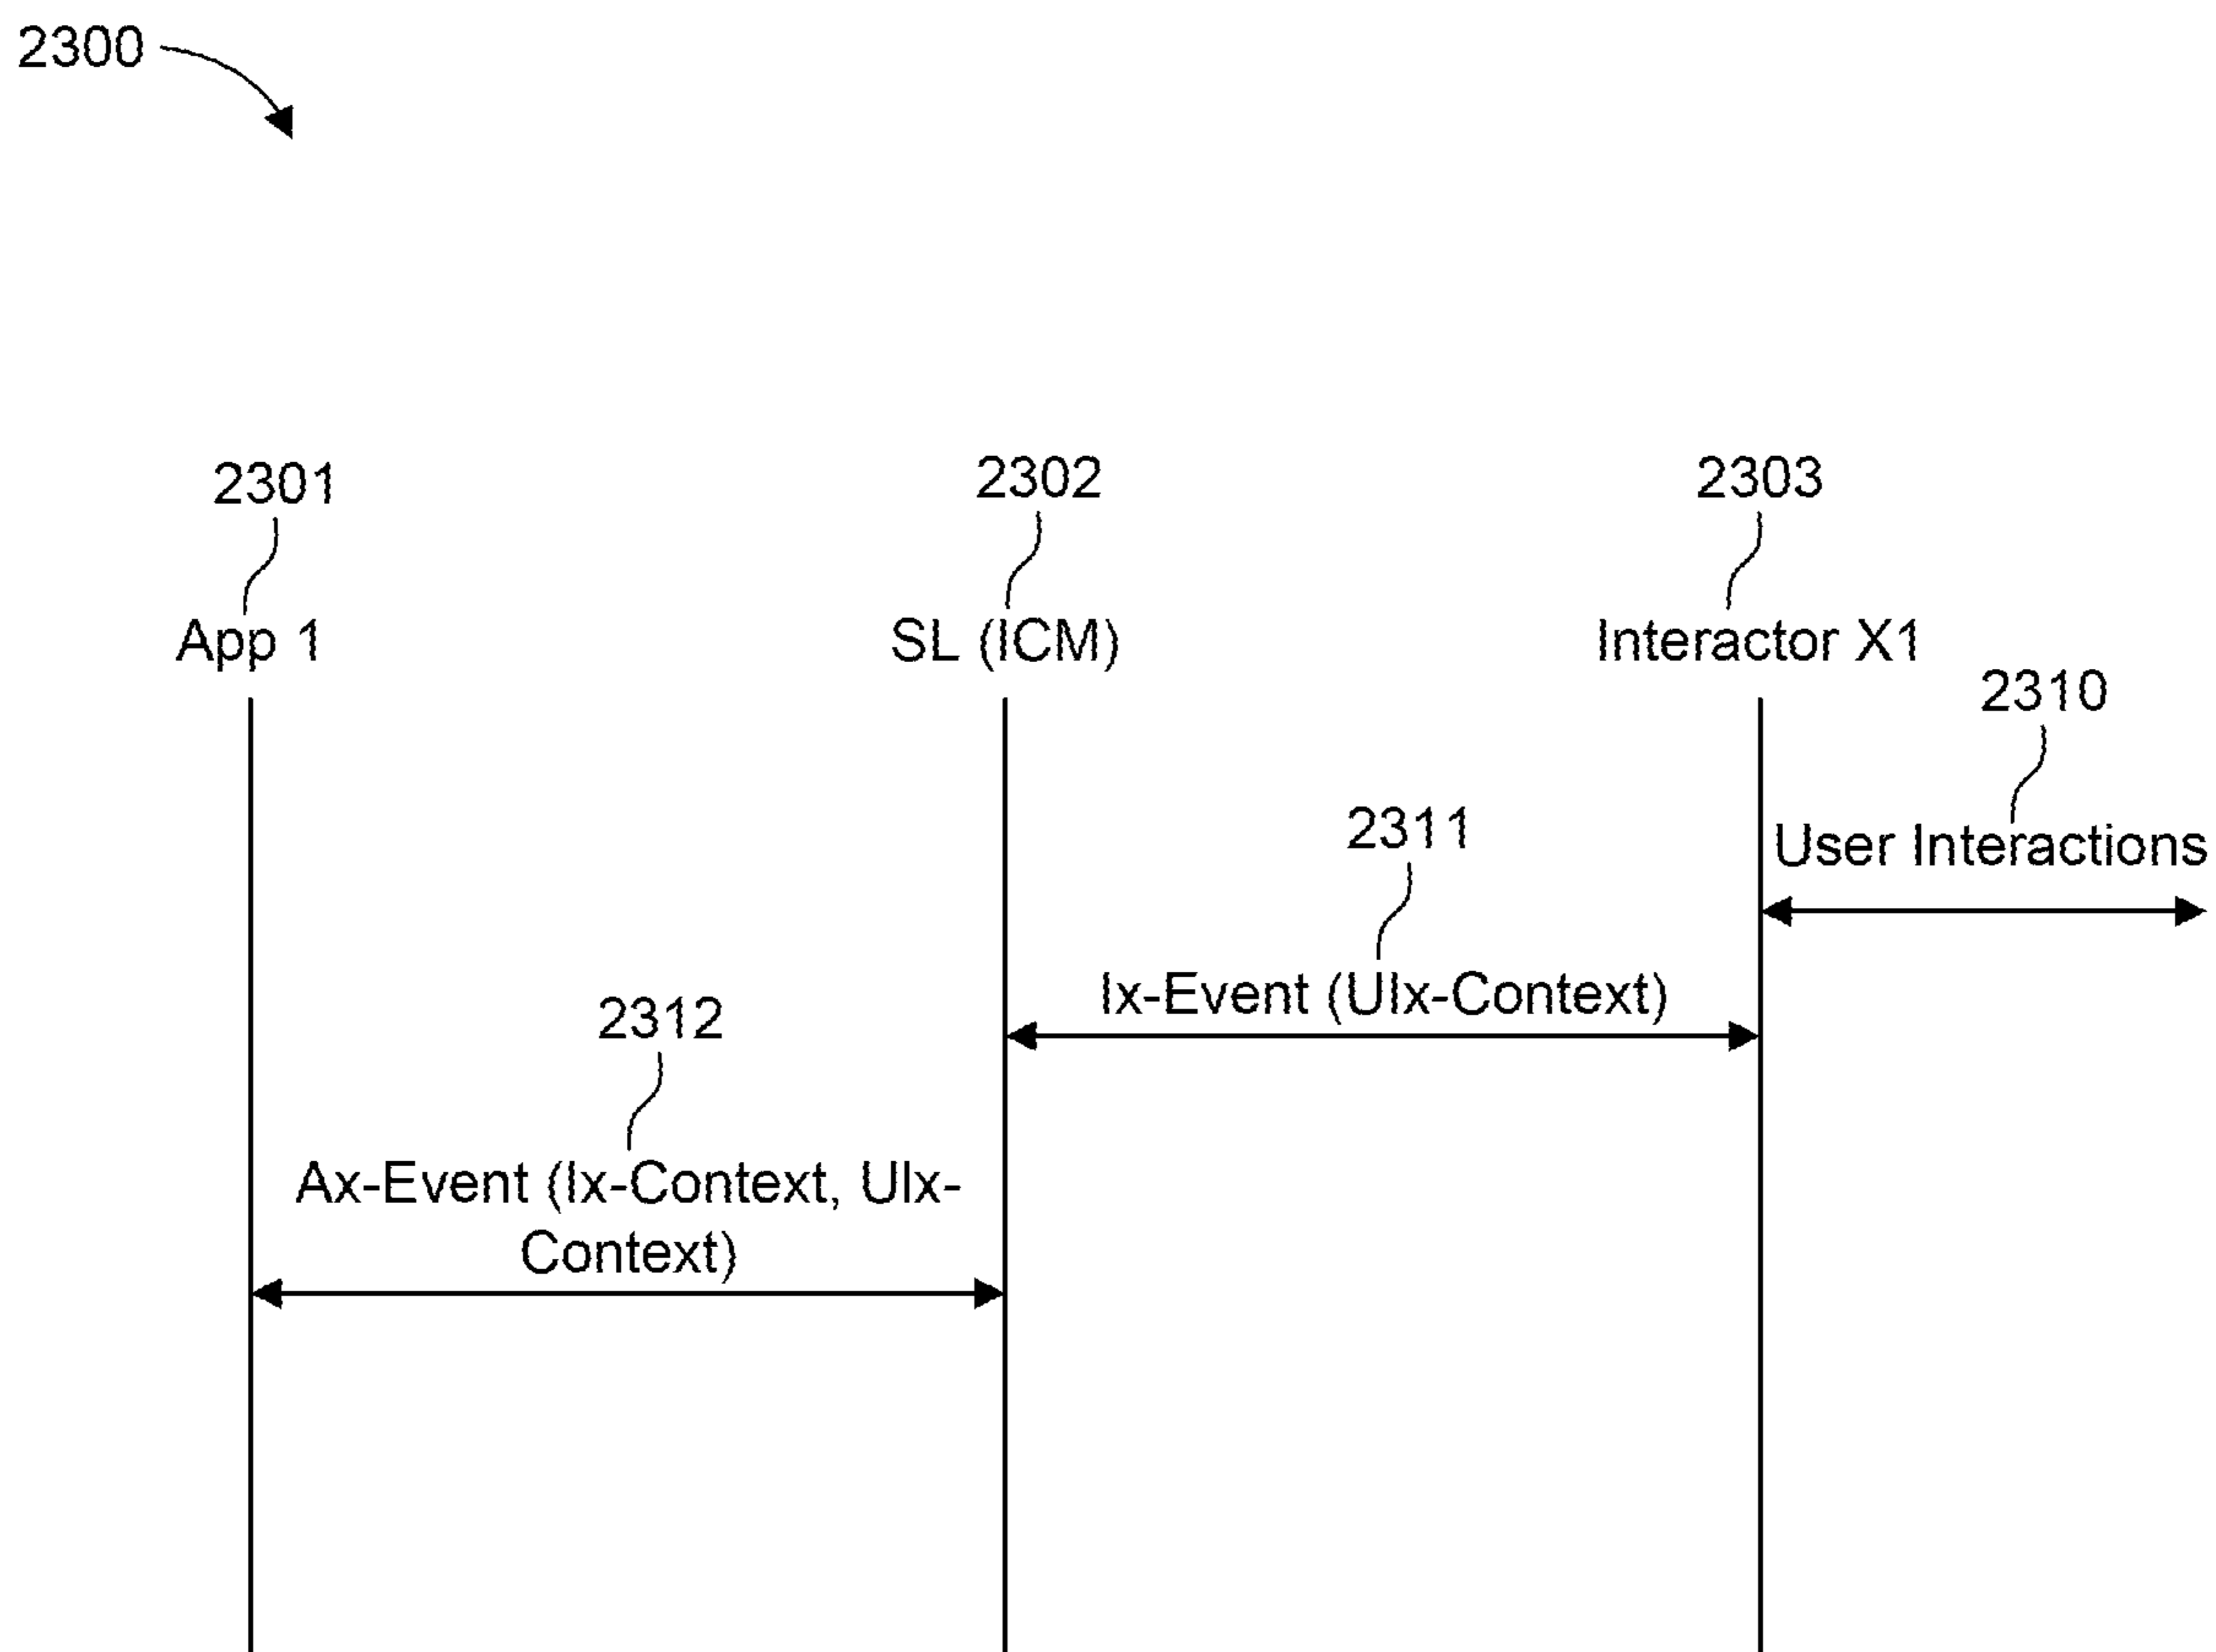 2300
2301
2302
2303
App 1
SL (ICM)
Interactor X1
2310
User Interactions
2311
Ix-Event (UIx-Context)
2312
Ax-Event (Ix-Context, UIx-
Context)